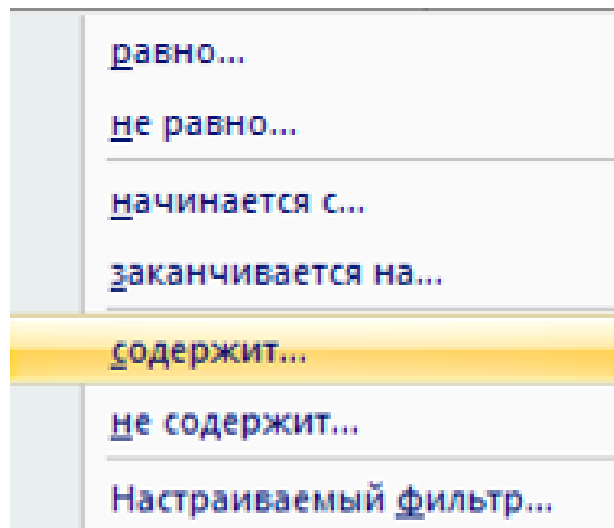 равно...
не равно...
начинается с...
заканчивается на...
содержит...
не содержит...
Настраиваемый фильтр...